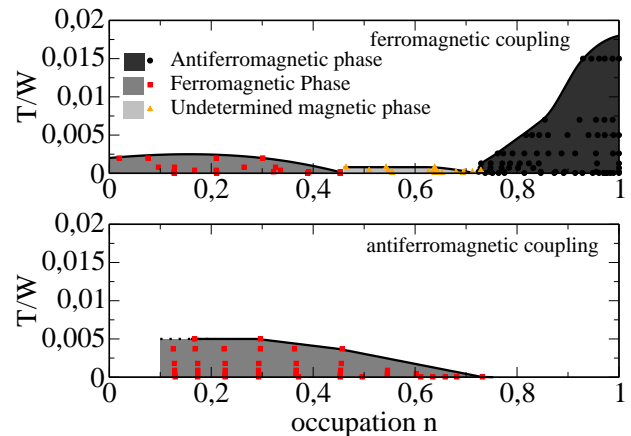 0,02
ferromagnetic coupling
Antiferromagnetic phase
0,015
Ferromagnetic Phase
T/W
0,01
Undetermined magnetic phase
0,005
0
0 0,2 0,4 0,6 0,8 1
0,02
antiferromagnetic coupling
0,015
T/W
0,01
0,005
0
0 0,2 0,4 0,6 0,8 1
occupation n